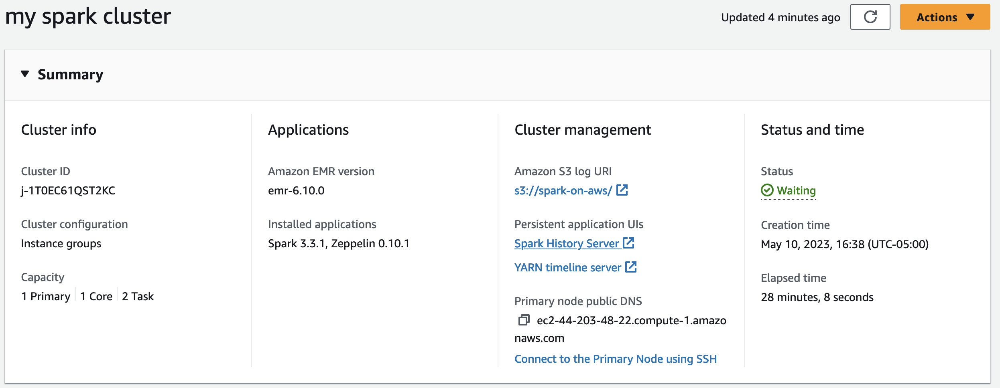 my spark cluster
Updated 4 minutes ago
Actions
Summary
Cluster info
Cluster ID
j-1T0EC61QST2KC
Cluster configuration
Instance groups
Capacity
1 Primary
1 Core
2 Task
Applications
Amazon EMR version
emr-6.10.0
Installed applications
Spark 3.3.1, Zeppelin 0.10.1
Cluster management
Amazon S3 log URI
s3://spark-on-aws/
Persistent application UIs
Spark History Server
YARN timeline server
Primary node public DNS
ec2-44-203-48-22.compute-1.amazo
naws.com
Connect to the Primary Node using SSH
Status and time
Status
Waiting
Creation time
May 10, 2023, 16:38 (UTC-05:00)
Elapsed time
28 minutes, 8 seconds